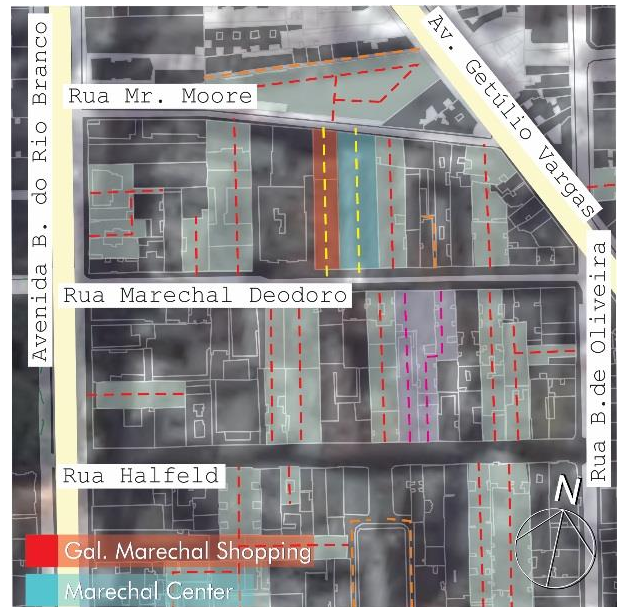 Avenida B. do Rio Branco
Rua Mr. Moore
Av. Getúlio Vargas
Rua Marechal Deodoro
Rua B.de Oliveira
Rua Halfeld
N
Gal. Marechal Shopping
Marechal Center